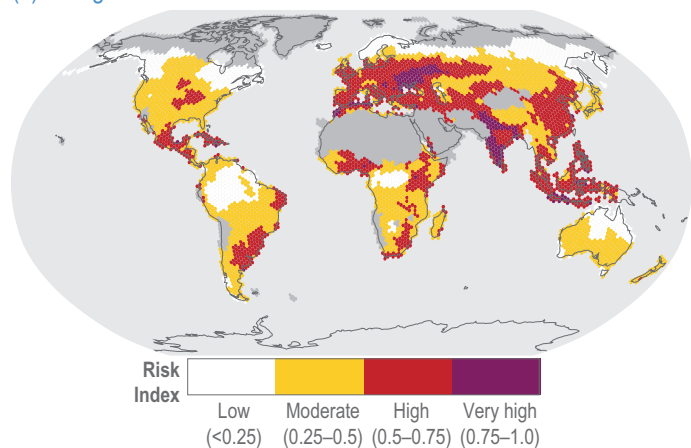 Risk
Index
Low
(<0.25)
Moderate
(0.25–0.5)
High
(0.5–0.75)
Very high
(0.75–1.0)